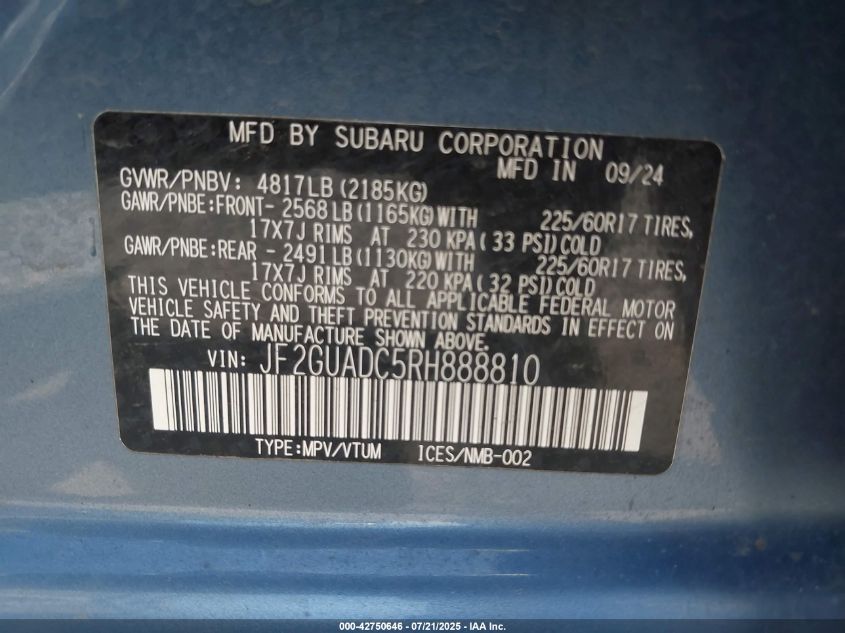 MFD BY SUBARU CORPORATION
MFD IN 09/24
GVWR/PNBV: 4817LB(2185KG)
GAWR/PNBE:FRONT- 2568LB(1165KG)WITH 225/60R17 TIRES,
17X7J RIMS AT 230 KPA(33 PSI)COLD
GAWR/PNBE:REAR - 2491LB(1130KG)WITH 225/60R17 TIRES,
17X7J RIMS AT 220 KPA(32 PSI)COLD
THIS VEHICLE CONFORMS TO ALL APPLICABLE FEDERAL MOTOR
VEHICLE SAFETY AND THEFT PREVENTION STANDARDS IN EFFECT ON
THE DATE OF MANUFACTURE SHOWN ABOVE.
VIN: JF2GUADC5RH888810
TYPE:MPV/VTUM ICES/NMB-002
000-42750646 - 07/21/2025 - IAA Inc.